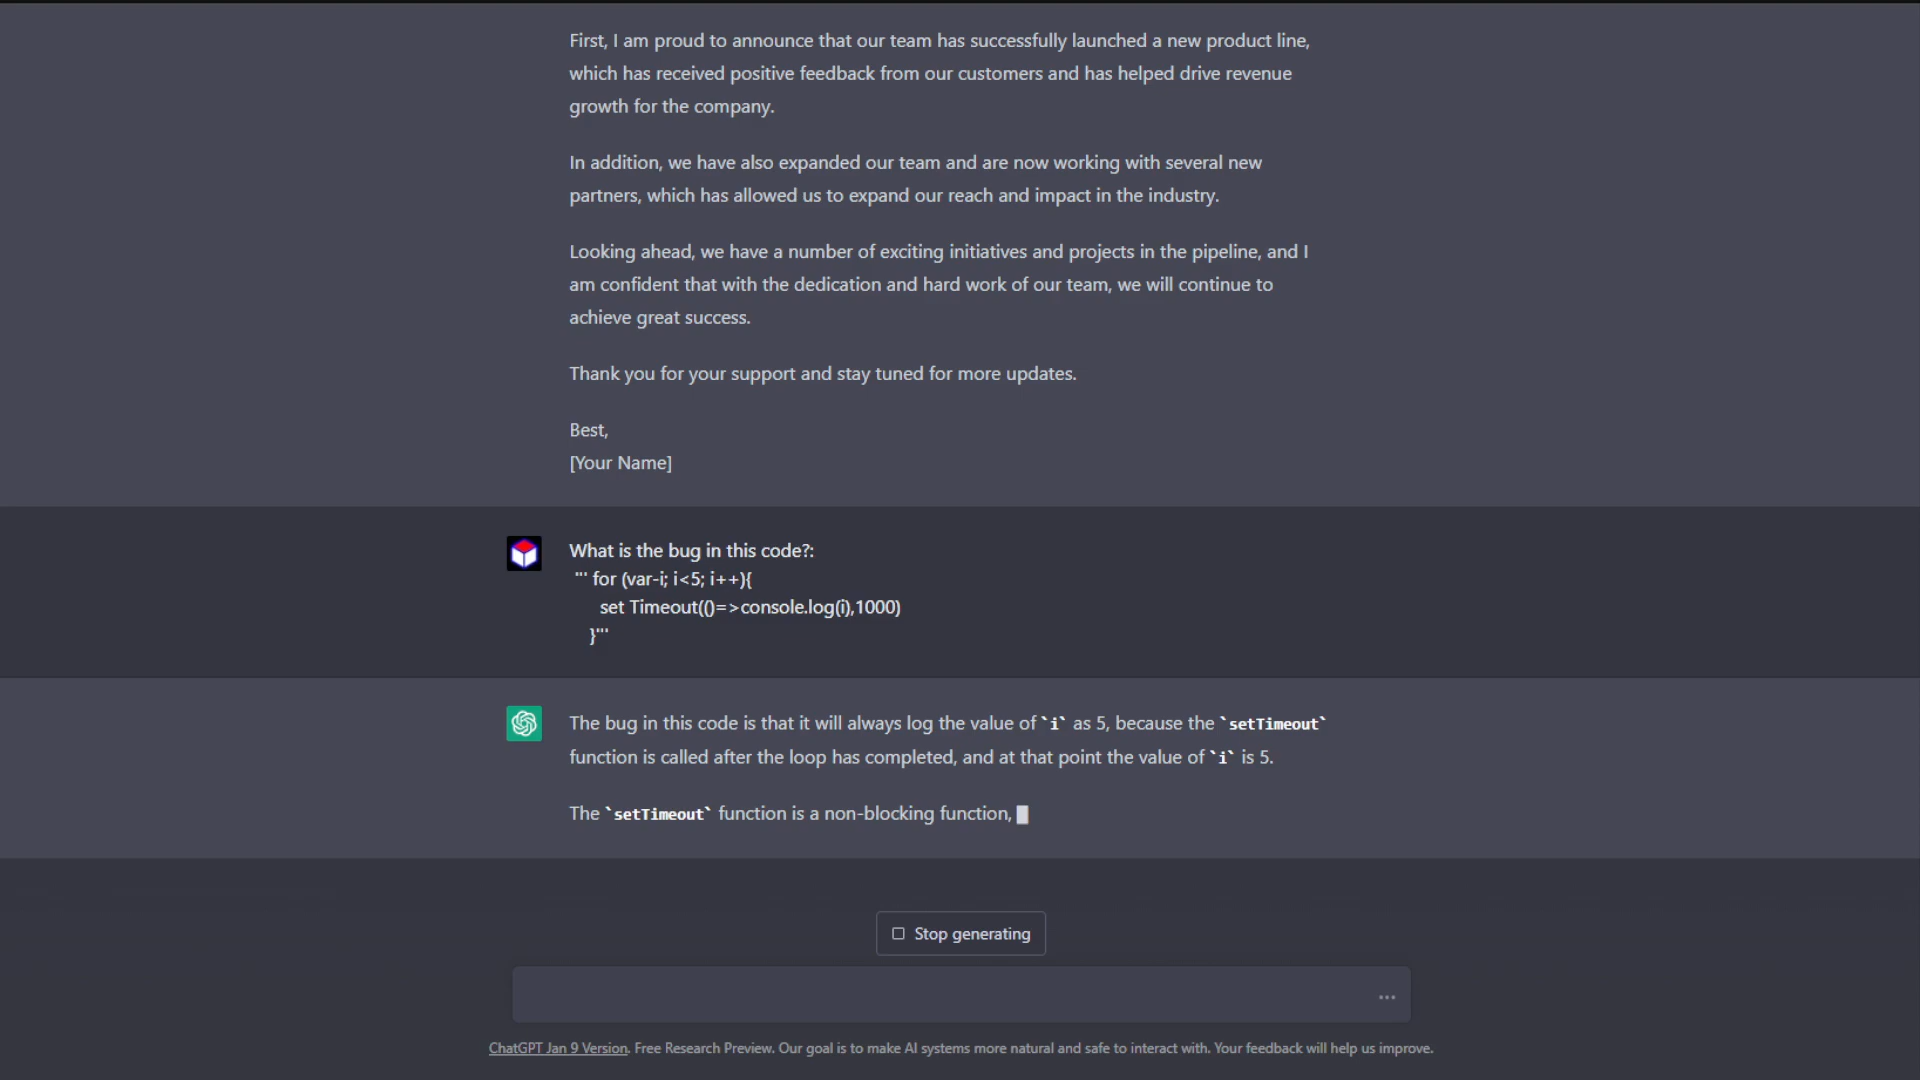 First, I am proud to announce that our team has successfully launched a new product line,
which has received positive feedback from our customers and has helped drive revenue
growth for the company.
In addition, we have also expanded our team and are now working with several new
partners, which has allowed us to expand our reach and impact in the industry.
Looking ahead, we have a number of exciting initiatives and projects in the pipeline, and I
am confident that with the dedication and hard work of our team, we will continue to
achieve great success.
Thank you for your support and stay tuned for more updates.
Best,
[Your Name]
What is the bug in this code?:
''' for (var-i; i<5; i++){
set Timeout(()=>console.log(i),1000)
}'''
The bug in this code is that it will always log the value of `i` as 5, because the `setTimeout`
function is called after the loop has completed, and at that point the value of `i` is 5.
The `setTimeout` function is a non-blocking function,
Stop generating
ChatGPT Jan 9 Version. Free Research Preview. Our goal is to make AI systems more natural and safe to interact with. Your feedback will help us improve.